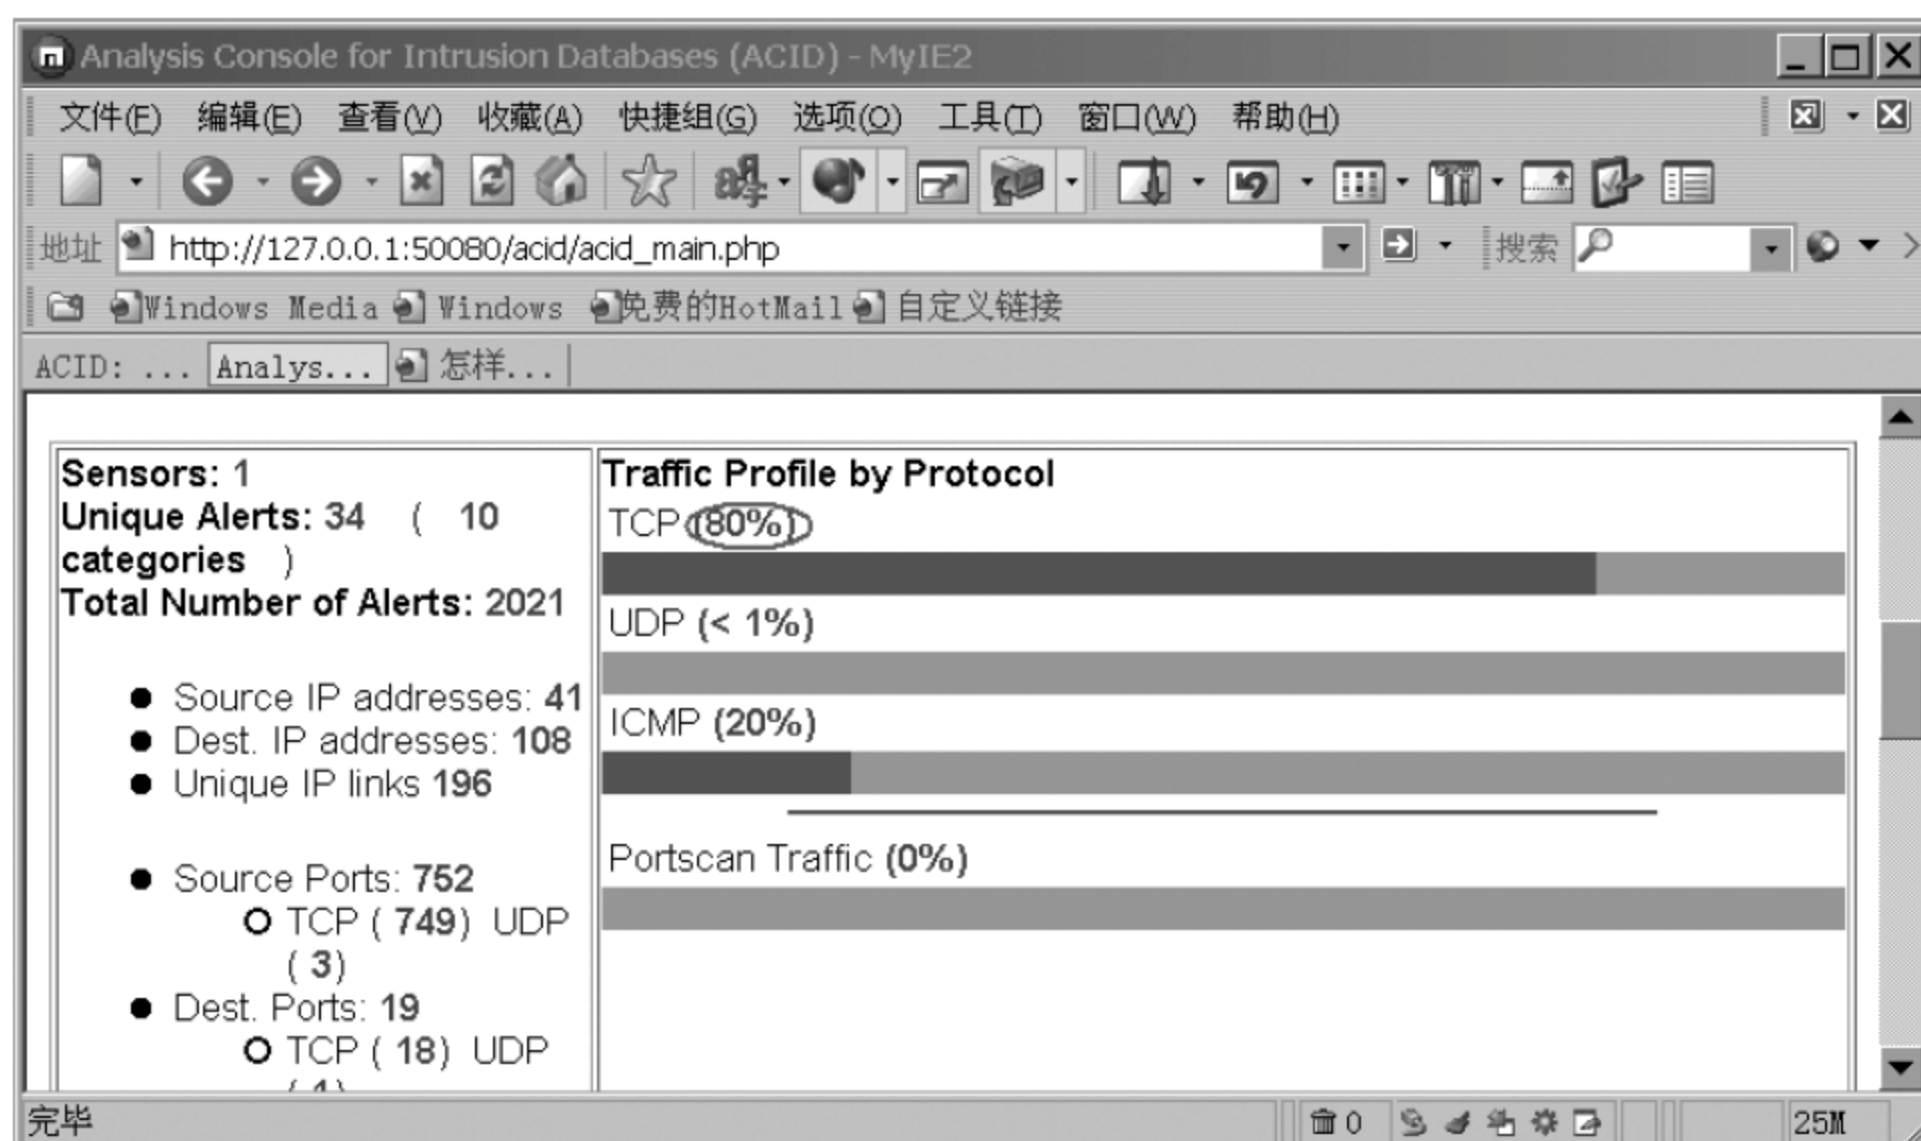 Analysis Console for Intrusion Databases (ACID) - MyIE2
文件(F) 编辑(E) 查看(V) 收藏(A) 快捷组(G) 选项(O) 工具(T) 窗口(W) 帮助(H)
地址 http://127.0.0.1:50080/acid/acid_main.php 搜索
Windows Media Windows 免费的HotMail 自定义链接
ACID: ... Analys... 怎样...
Sensors: 1
Unique Alerts: 34 ( 10
categories )
Total Number of Alerts: 2021
Source IP addresses: 41
Dest. IP addresses: 108
Unique IP links 196
Source Ports: 752
TCP ( 749) UDP
( 3)
Dest. Ports: 19
TCP ( 18) UDP
( 1)
Traffic Profile by Protocol
TCP (80%)
UDP (< 1%)
ICMP (20%)
Portscan Traffic (0%)
完毕 0 25M